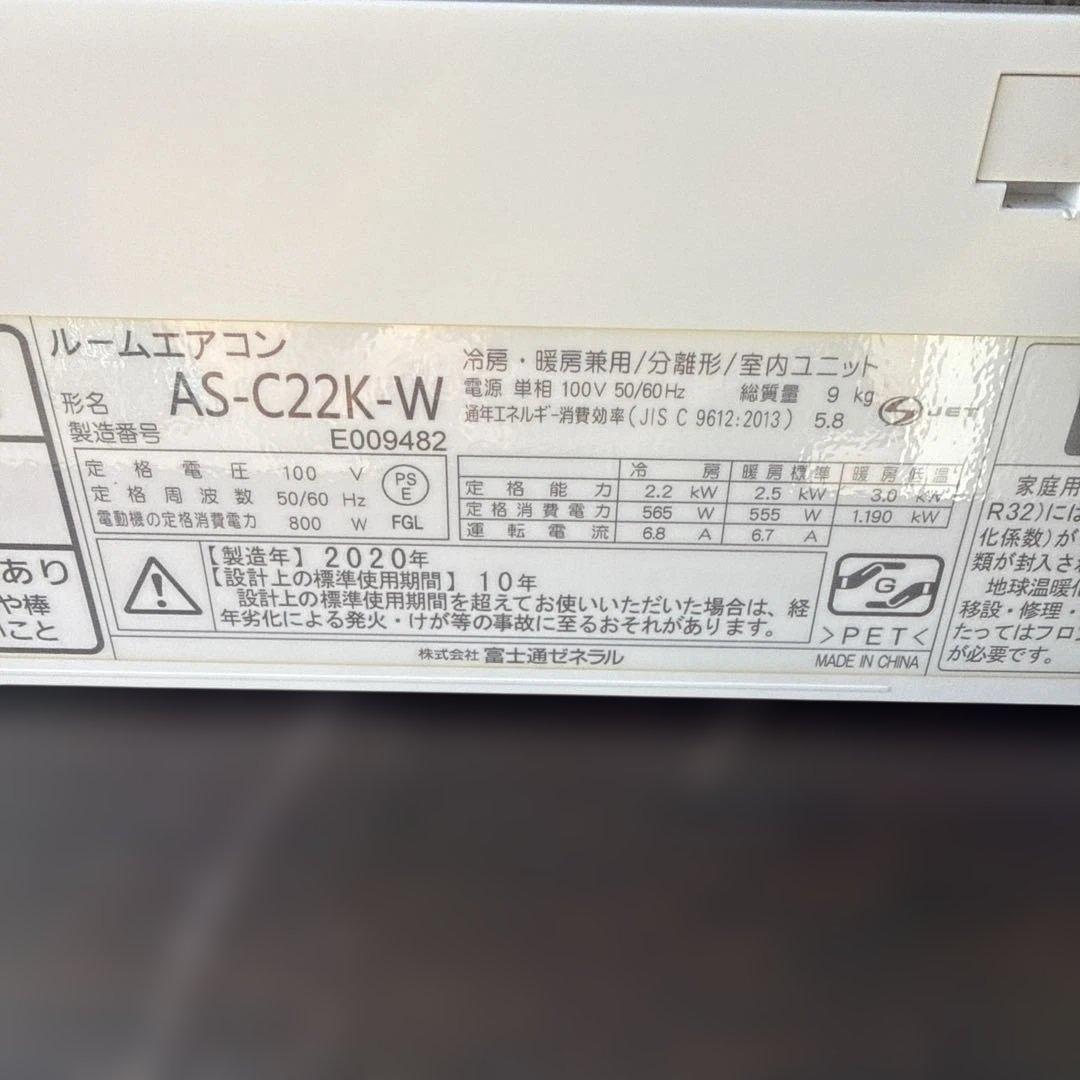 ルームエアコン
形名 AS-C22K-W
製造番号 E009482
冷房・暖房兼用/分離形/室内ユニット
電源 単相 100V 50/60Hz 総質量 9 kg
通年エネルギー消費効率(JIS C 9612:2013) 5.8
JET
定格電圧 100 V
定格周波数 50/60 Hz
電動機の定格消費電力 800 W
PS
E
FGL
冷房 暖房標準 暖房低温
定格能力 2.2 kW 2.5 kW 3.0 kW
定格消費電力 565 W 555 W 1.190 kW
運転電流 6.8 A 6.7 A
【製造年】2020年
【設計上の標準使用期間】10年
設計上の標準使用期間を超えてお使いいただいた場合は、経
年劣化による発火・けが等の事故に至るおそれがあります。
G
>PET<
株式会社 富士通ゼネラル
MADE IN CHINA
あり
や棒
こと
家庭用
R32)には
化係数)が
類が封入さ
地球温暖化
移設・修理・
たってはフロ
が必要です。